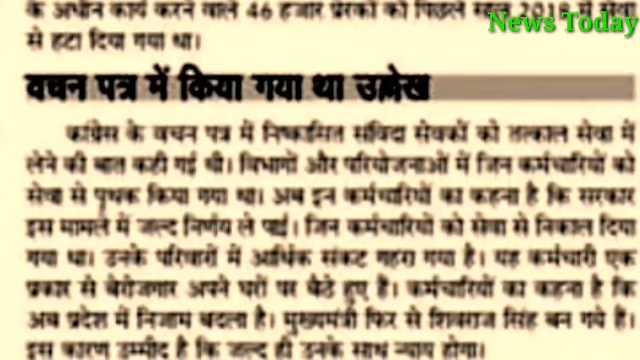 के अधीन कार्य करने वाले 46 हजार प्रेरकों को पिछले 2018 में
News Today
से हटा दिया गया था।
वचन पत्र में किया गया था उल्लेख
कांग्रेस के वचन पत्र में निष्कासित संविदा सेवकों को तत्काल सेवा में
लेने की बात कही गई थी। विभागों और परियोजनाओं में जिन कर्मचारियों को
सेवा से पृथक किया गया था। अब इन कर्मचारियों का कहना है कि सरकार
इस मामले में जल्द निर्णय ले पाई। जिन कर्मचारियों को सेवा से निकाल दिया
गया था। उनके परिवारों में आर्थिक संकट गहरा गया है। यह कर्मचारी एक
प्रकार से बेरोजगार अपने घरों पर बैठे हुए हैं। कर्मचारियों का कहना है कि
अब प्रदेश में निजाम बदला है। मुख्यमंत्री फिर से शिवराज सिंह बन गये हैं।
इस कारण उम्मीद है कि जल्द ही उनके साथ न्याय होगा।